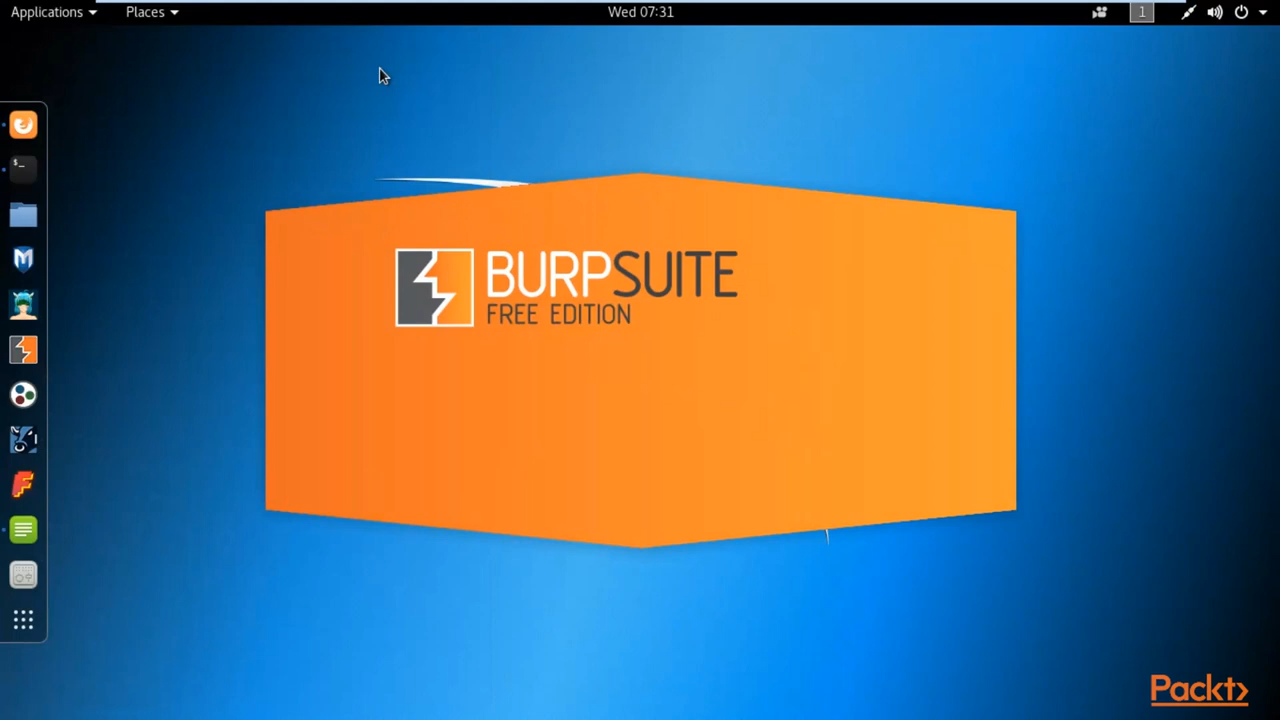 Applications Places Wed 07:31 1
$_
M
BURPSUITE
FREE EDITION
Packt>